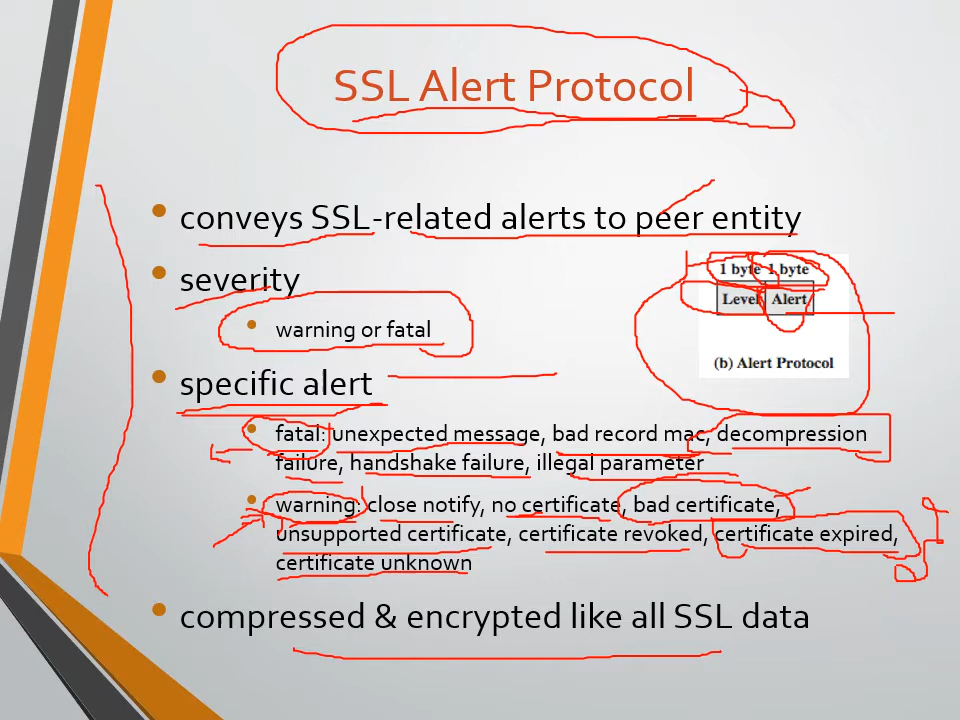 SSL Alert Protocol
conveys SSL-related alerts to peer entity
severity
warning or fatal
1 byte 1 byte
Level Alert
(b) Alert Protocol
specific alert
fatal: unexpected message, bad record mac, decompression
failure, handshake failure, illegal parameter
warning: close notify, no certificate, bad certificate,
unsupported certificate, certificate revoked, certificate expired,
certificate unknown
compressed & encrypted like all SSL data